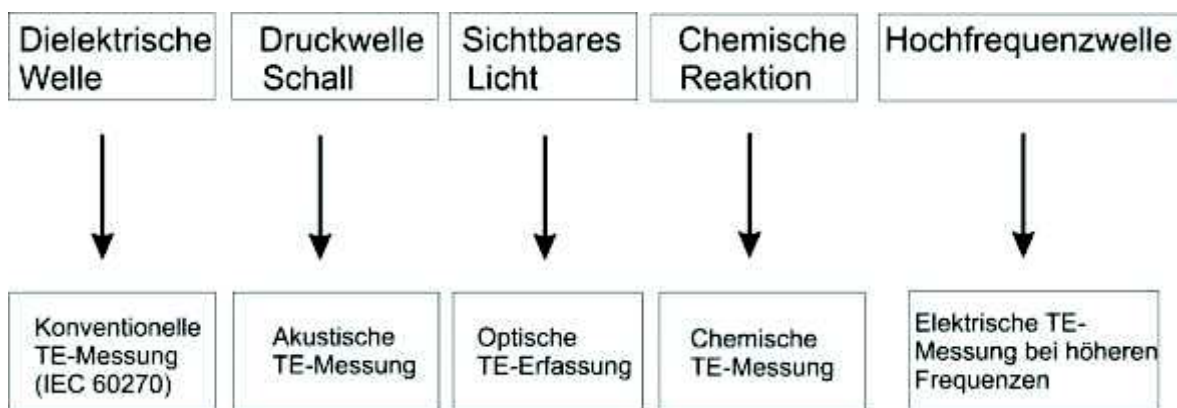 Dielektrische
Welle
Druckwelle
Schall
Sichtbares
Licht
Chemische
Reaktion
Hochfrequenzwelle
Konventionelle
TE-Messung
(IEC 60270)
Akustische
TE-Messung
Optische
TE-Erfassung
Chemische
TE-Messung
Elektrische TE-
Messung bei höheren
Frequenzen